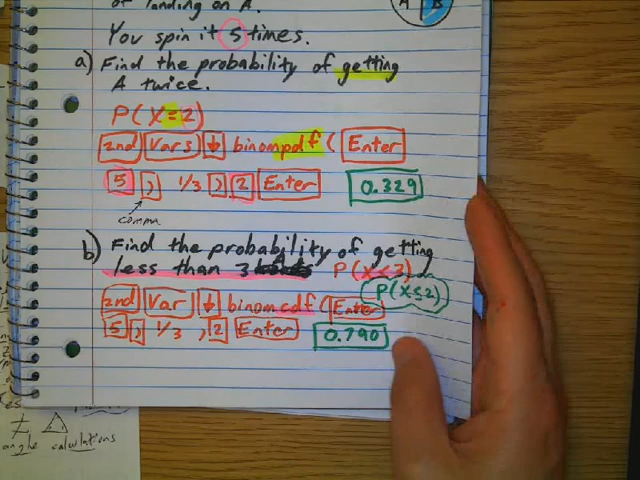 of landing on A.
A B
You spin it 5 times.
a) Find the probability of getting
A twice.
P(X=2)
2nd Vars ↓ binompdf( Enter
5 , 1/3 , 2 Enter 0.329
comma
b) Find the probability of getting
less than 3 P(X<3)
P(X≤2)
2nd Var ↓ binomcdf( Enter
5 , 1/3 , 2 Enter 0.790
angle calculations